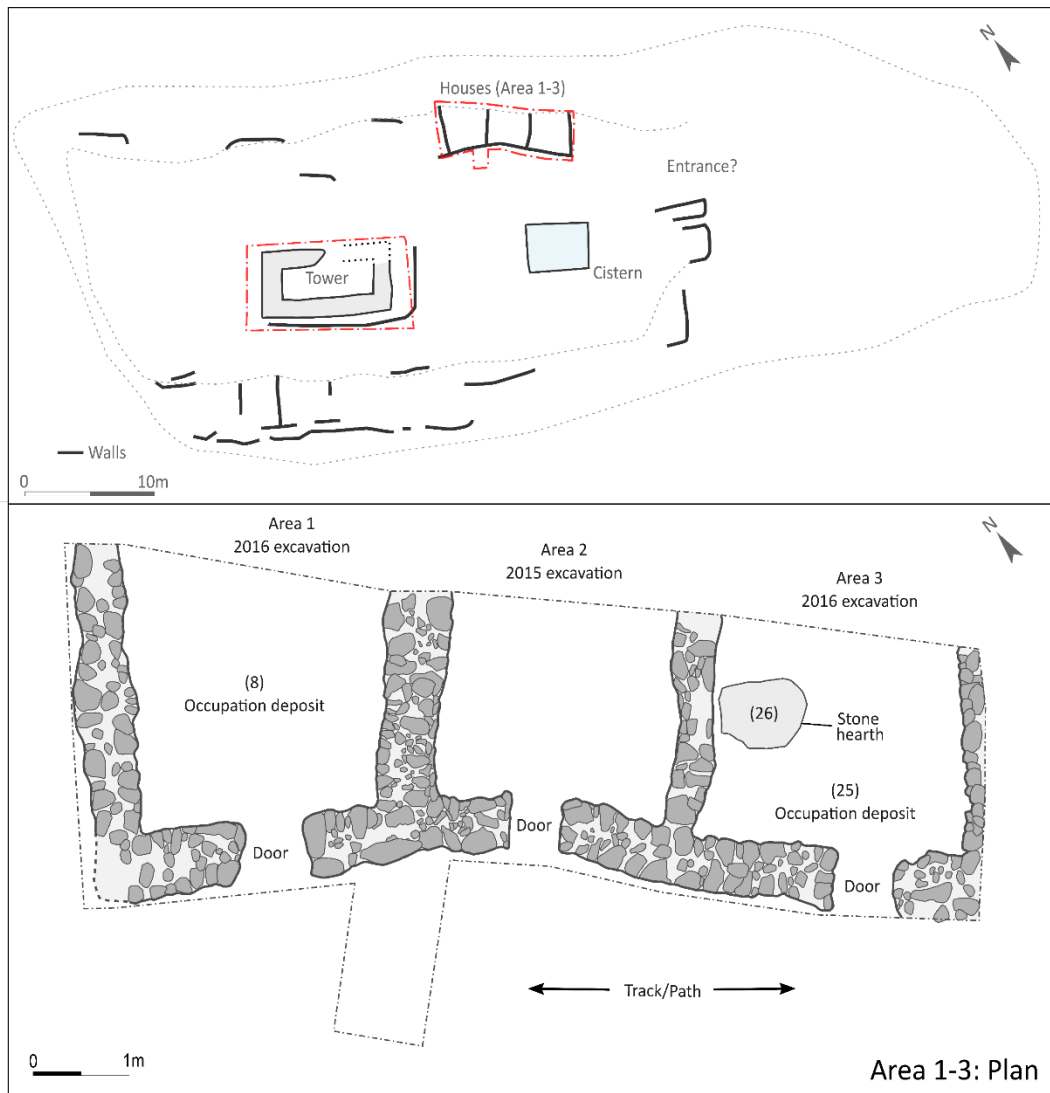 N
Houses (Area 1-3)
Entrance?
Tower
Cistern
Walls
0 10m
N
Area 1
2016 excavation
Area 2
2015 excavation
Area 3
2016 excavation
(8)
Occupation deposit
(26)
Stone
hearth
(25)
Occupation deposit
Door
Door
Door
Track/Path
0 1m
Area 1-3: Plan